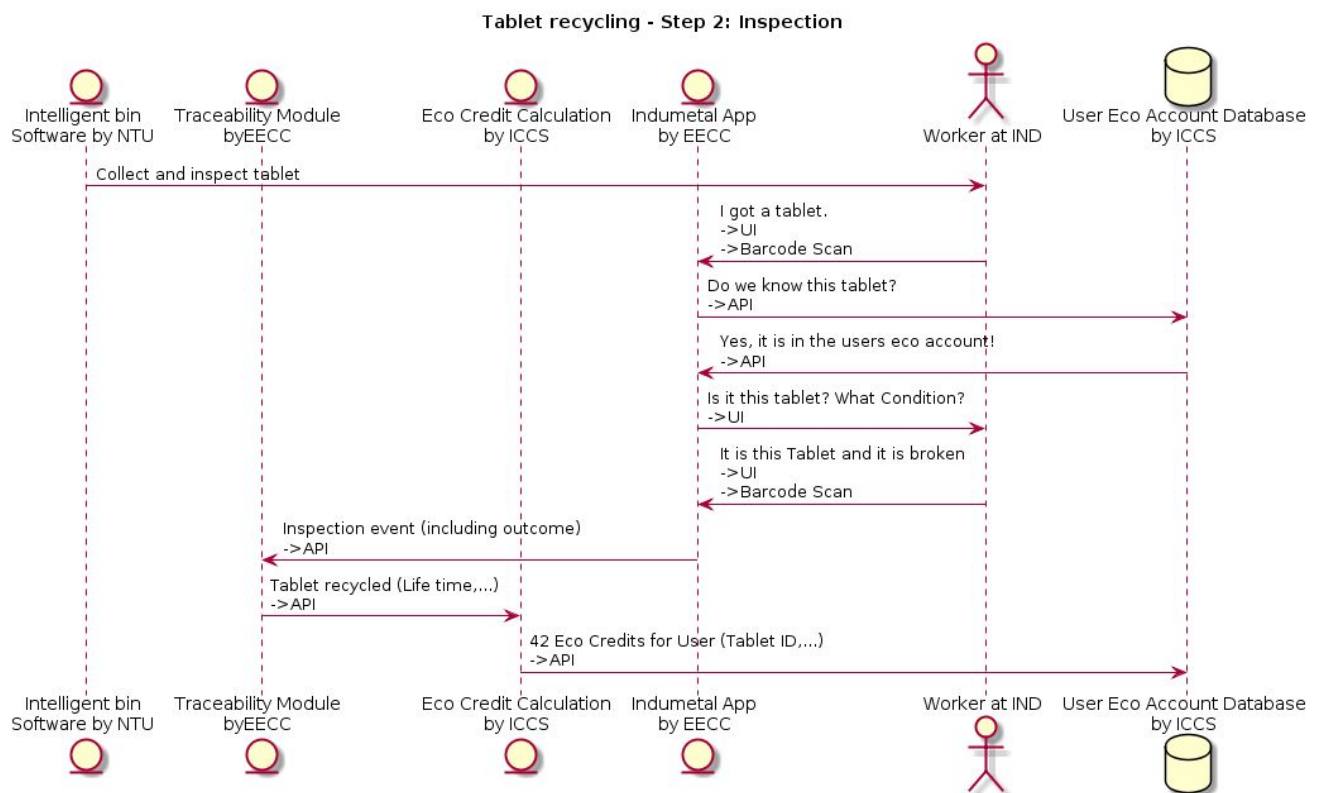 Tablet recycling - Step 2: Inspection
Intelligent bin
Software by NTU
Traceability Module
byEECC
Eco Credit Calculation
by ICCS
Indumetal App
by EECC
Worker at IND
User Eco Account Database
by ICCS
Collect and inspect tablet
I got a tablet.
->UI
->Barcode Scan
Do we know this tablet?
->API
Yes, it is in the users eco account!
->API
Is it this tablet? What Condition?
->UI
It is this Tablet and it is broken
->UI
->Barcode Scan
Inspection event (including outcome)
->API
Tablet recycled (Life time,...)
->API
42 Eco Credits for User (Tablet ID,...)
->API
Intelligent bin
Software by NTU
Traceability Module
byEECC
Eco Credit Calculation
by ICCS
Indumetal App
by EECC
Worker at IND
User Eco Account Database
by ICCS